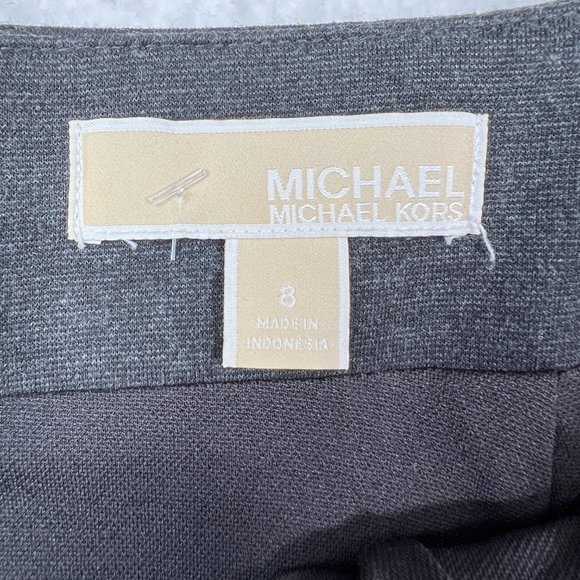 MICHAEL
MICHAEL KORS
8
MADE IN
INDONESIA